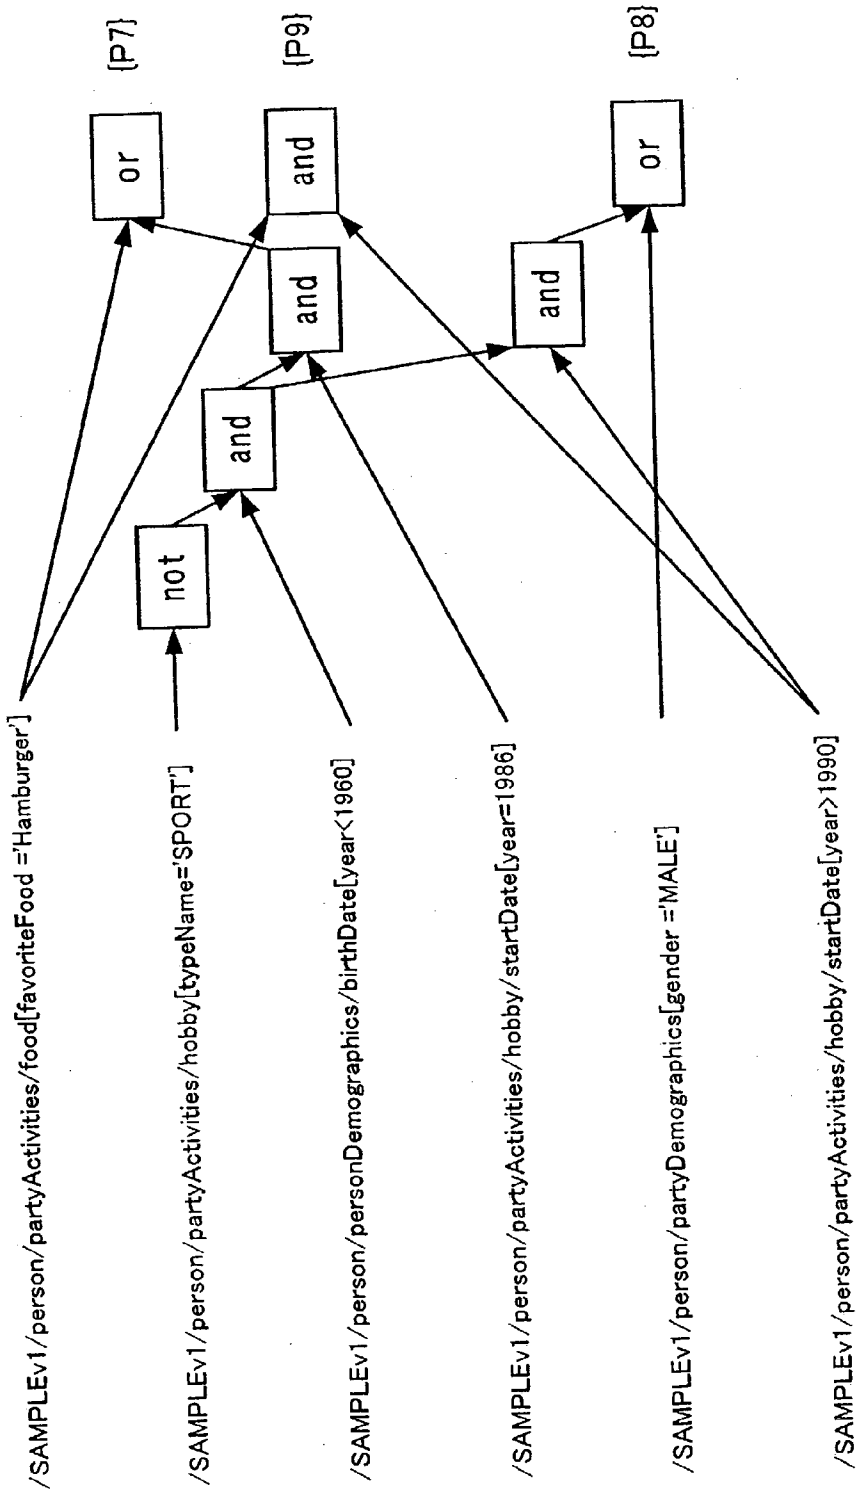 /SAMPLEv1/person/partyActivities/food[favoriteFood ='Hamburger']
/SAMPLEv1/person/partyActivities/hobby[typeName='SPORT']
/SAMPLEv1/person/personDemographics/birthDate[year<1960]
/SAMPLEv1/person/partyActivities/hobby/startDate[year=1986]
/SAMPLEv1/person/partyDemographics[gender ='MALE']
/SAMPLEv1/person/partyActivities/hobby/startDate[year>1990]
not
and
and
and
or
{P7}
and
{P9}
or
{P8}